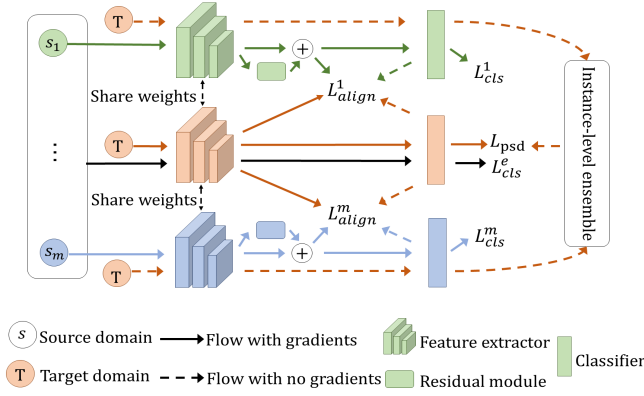 T
s₁
+
L¹cls
Share weights
L¹align
...
T
Lpsd
Lᵉcls
Instance-level ensemble
Share weights
Lᵐalign
sₘ
+
Lᵐcls
T
S Source domain
Flow with gradients
Feature extractor
Classifier
T Target domain
Flow with no gradients
Residual module